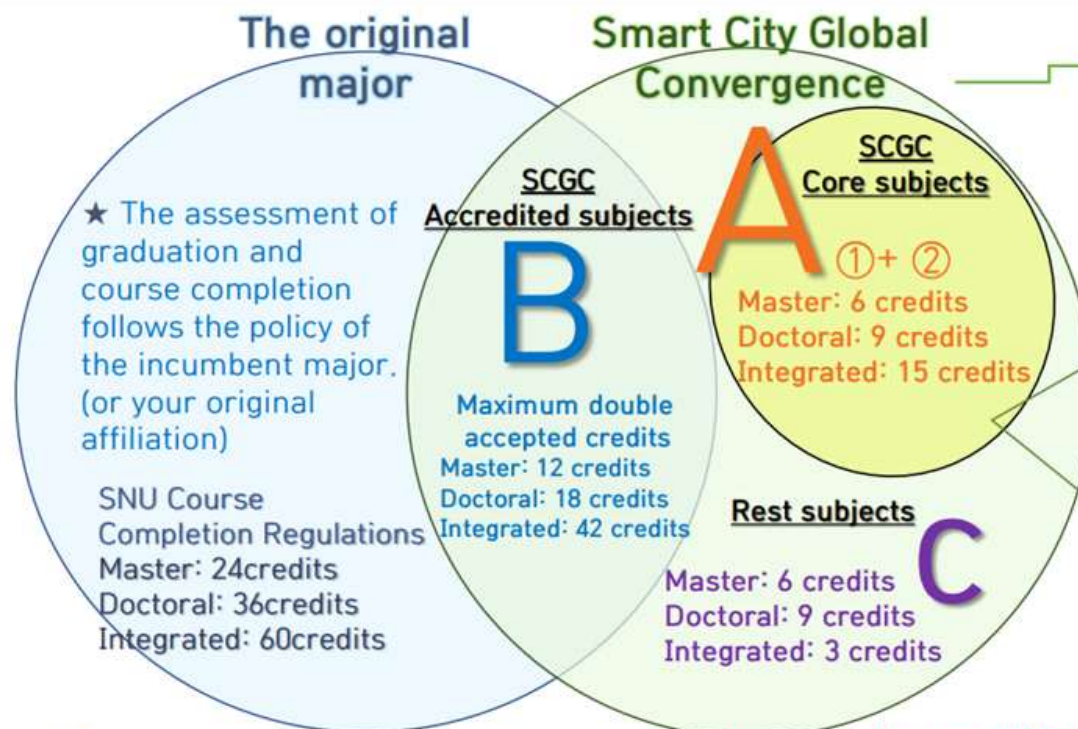 The original
major
Smart City Global
Convergence
★ The assessment of
graduation and
course completion
follows the policy of
the incumbent major.
(or your original
affiliation)
SNU Course
Completion Regulations
Master: 24credits
Doctoral: 36credits
Integrated: 60credits
SCGC
Accredited subjects
B
Maximum double
accepted credits
Master: 12 credits
Doctoral: 18 credits
Integrated: 42 credits
A
SCGC
Core subjects
①+ ②
Master: 6 credits
Doctoral: 9 credits
Integrated: 15 credits
Rest subjects
C
Master: 6 credits
Doctoral: 9 credits
Integrated: 3 credits